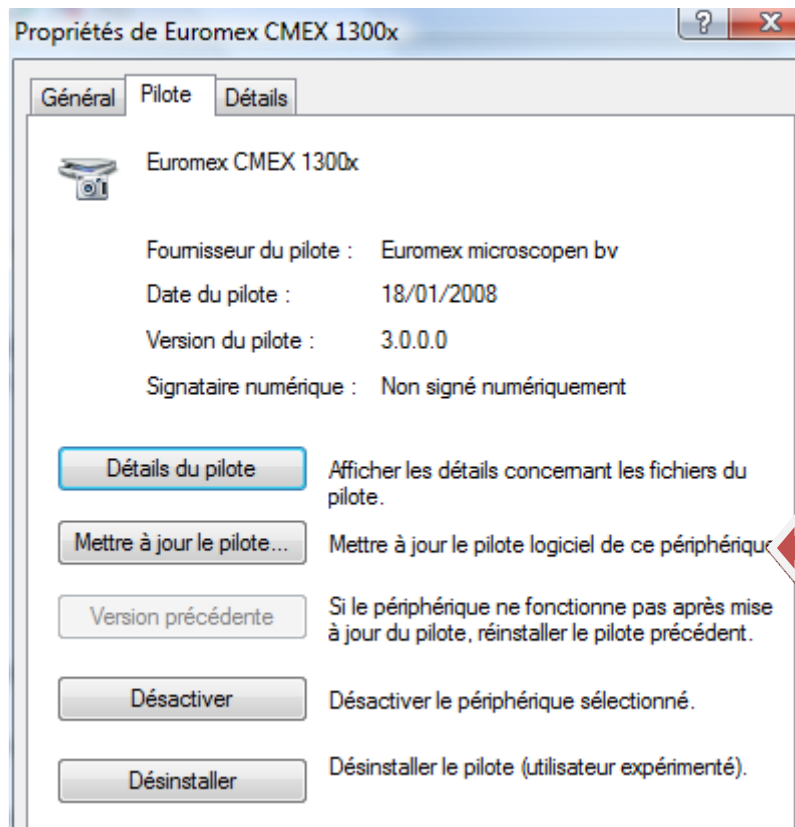 Propriétés de Euromex CMEX 1300x
Général Pilote Détails
Euromex CMEX 1300x
Fournisseur du pilote : Euromex microscopen bv
Date du pilote : 18/01/2008
Version du pilote : 3.0.0.0
Signataire numérique : Non signé numériquement
Détails du pilote
Afficher les détails concernant les fichiers du
pilote.
Mettre à jour le pilote...
Mettre à jour le pilote logiciel de ce périphérique
Version précédente
Si le périphérique ne fonctionne pas après mise
à jour du pilote, réinstaller le pilote précédent.
Désactiver
Désactiver le périphérique sélectionné.
Désinstaller
Désinstaller le pilote (utilisateur expérimenté).